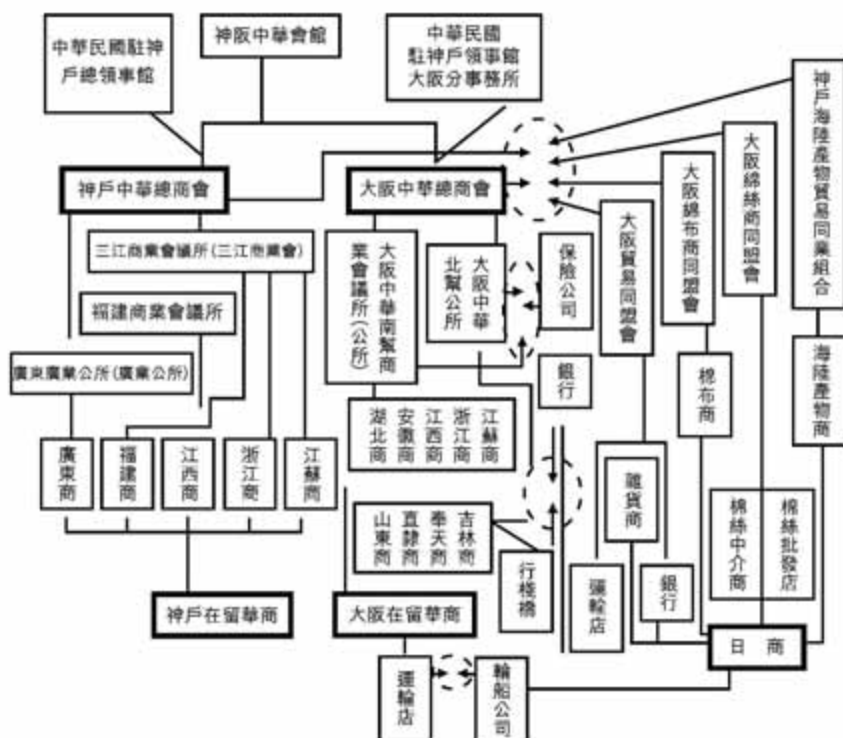 中華民國駐神
戶總領事館
神阪中華會館
中華民國
駐神戶領事館
大阪分事務所
神戶海陸產物貿易同業組合
大阪綿絲商同盟會
大阪綿布商同盟會
大阪貿易同盟會
神戶中華總商會
大阪中華總商會
三江商業會議所(三江商業會)
福建商業會議所
廣東廣業公所(廣業公所)
大阪中華南幫商
業會議所(公所)
大阪中華
北幫公所
保險公司
銀行
棉布商
海陸產物商
江蘇商
浙江商
江西商
安徽商
湖北商
廣東商
福建商
江西商
浙江商
江蘇商
雜貨商
棉絲批發店
棉絲中介商
吉林商
奉天商
直隸商
山東商
行棧橋
運輸店
銀行
神戶在留華商
大阪在留華商
日 商
運輸店
輪船公司